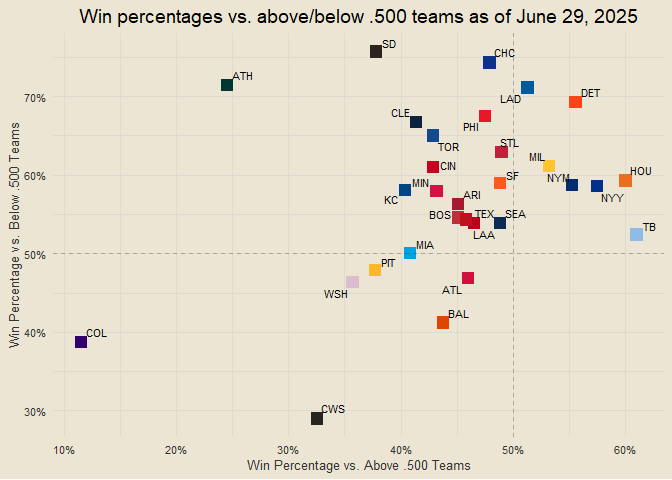 Win percentages vs. above/below .500 teams as of June 29, 2025
SD
CHC
ATH
LAD
DET
CLE
PHI
TOR
STL
MIL
CIN
HOU
MIN
SF
NYM
KC
ARI
NYY
BOS
TEX
SEA
LAA
TB
MIA
PIT
WSH
ATL
BAL
COL
CWS
70%
60%
50%
40%
30%
10%
20%
30%
40%
50%
60%
Win Percentage vs. Below .500 Teams
Win Percentage vs. Above .500 Teams